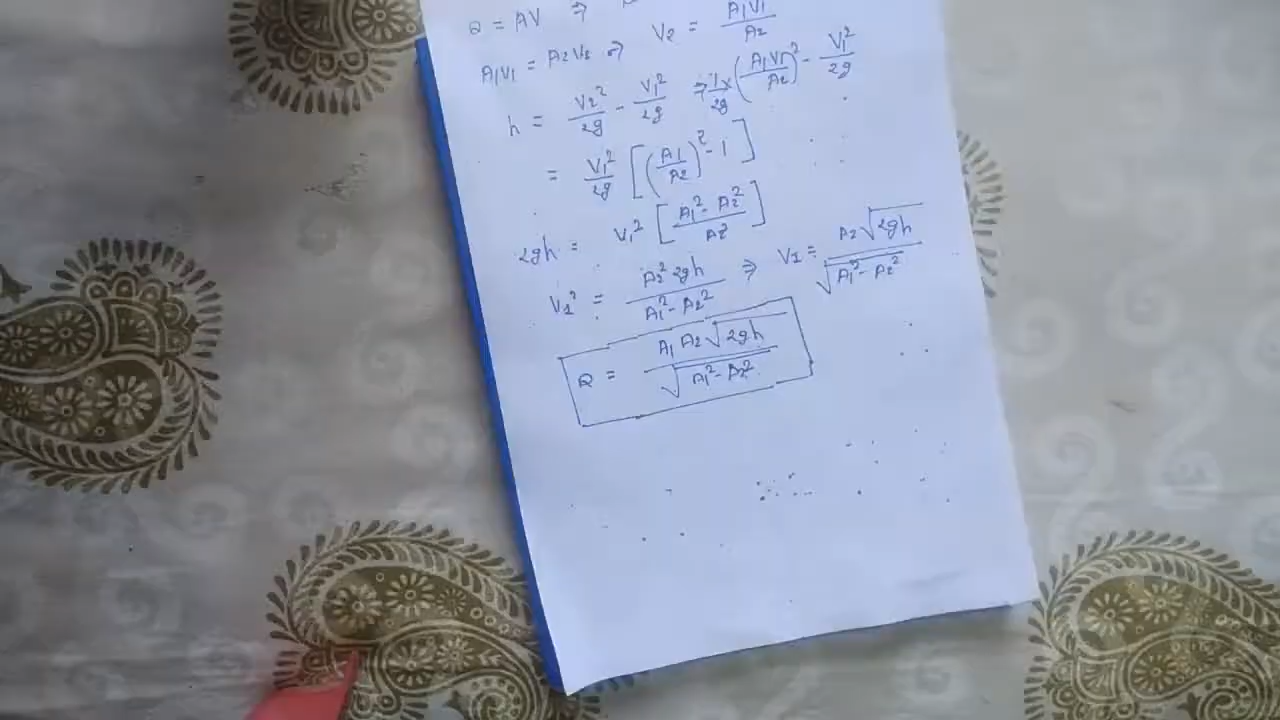 Q = AV ⇒
A1V1 = A2V2 ⇒ V2 = A1V1/A2
h = V2²/2g - V1²/2g ⇒ 1/2g × (A1V1/A2)² - V1²/2g
= V1²/2g [(A1/A2)² - 1]
2gh = V1² [A1² - A2²/A2²]
V1² = A2² 2gh/A1² - A2² ⇒ V1 = A2√2gh/√A1² - A2²
Q = A1 A2√2gh/√A1² - A2²